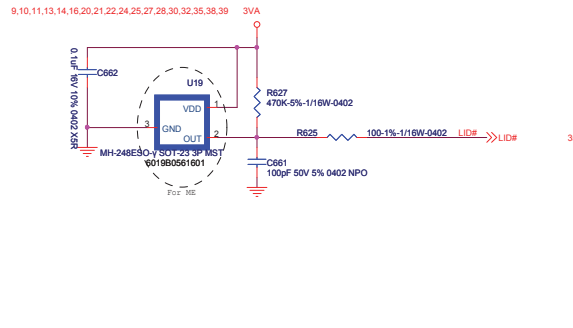 9,10,11,13,14,16,20,21,22,24,25,27,28,30,32,35,38,39 3VA
0.1uF 16V 10% 0402 X5R
C662
U19
VDD 1
3 GND
OUT 2
R627
470K-5%-1/16W-0402
R625 100-1%-1/16W-0402 LID# LID# 3
MH-248ESO-γ SOT-23 3P MST
6019B0561601
C661
100pF 50V 5% 0402 NPO
For ME